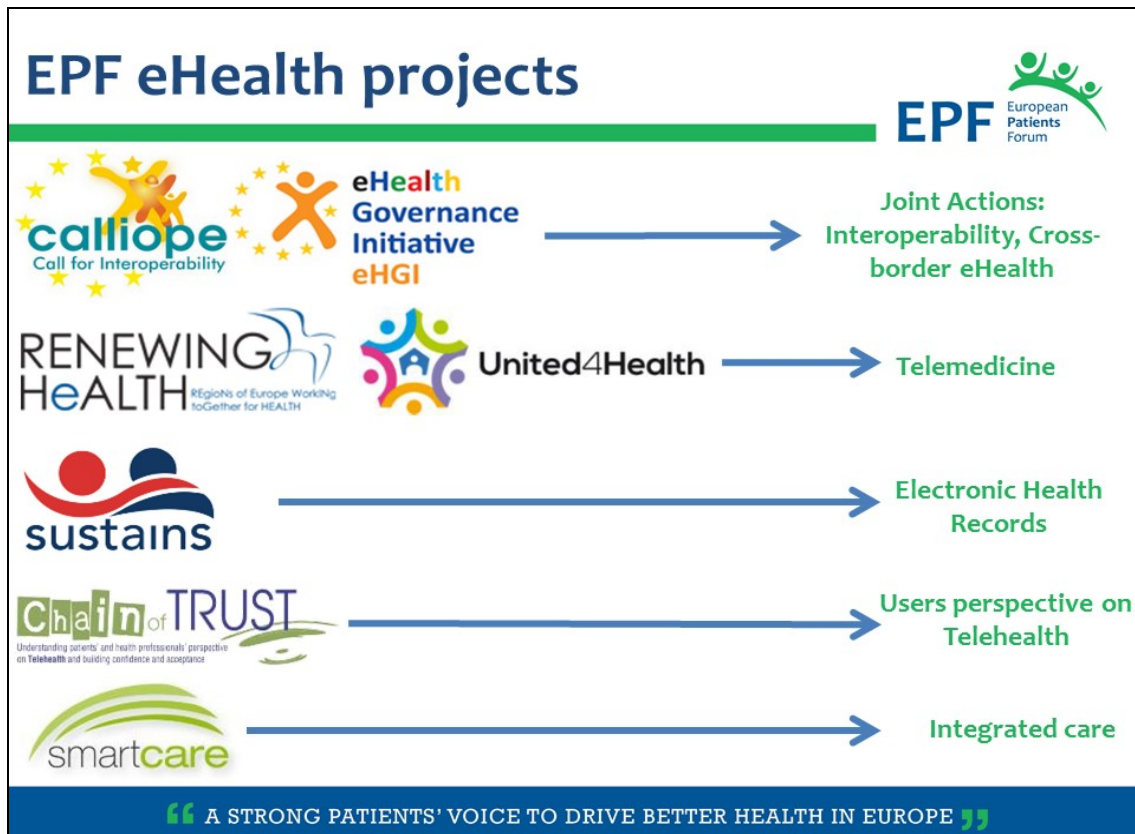 EPF eHealth projects
EPF
European
Patients
Forum
calliope
Call for Interoperability
eHealth
Governance
Initiative
eHGI
Joint Actions:
Interoperability, Cross-
border eHealth
RENEWING
HeALTH
REgioNs of Europe WorkINg
toGether for HEALTH
United4Health
Telemedicine
sustains
Electronic Health
Records
Chain of TRUST
Understanding patients' and health professionals' perspective
on Telehealth and building confidence and acceptance
Users perspective on
Telehealth
smartcare
Integrated care
“ A STRONG PATIENTS' VOICE TO DRIVE BETTER HEALTH IN EUROPE ”